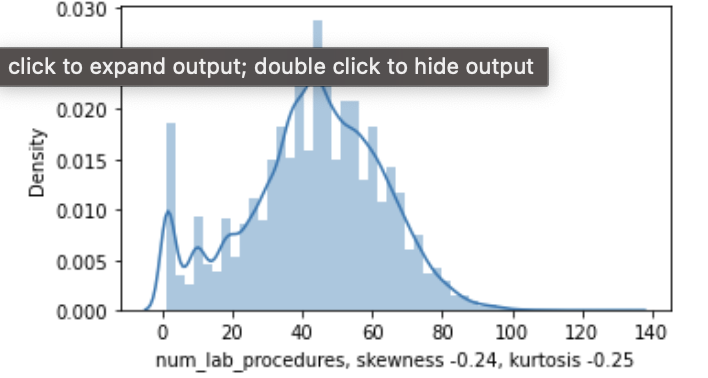 0.030
click to expand output; double click to hide output
0.020
0.015
0.010
0.005
0.000
Density
0 20 40 60 80 100 120 140
num_lab_procedures, skewness -0.24, kurtosis -0.25